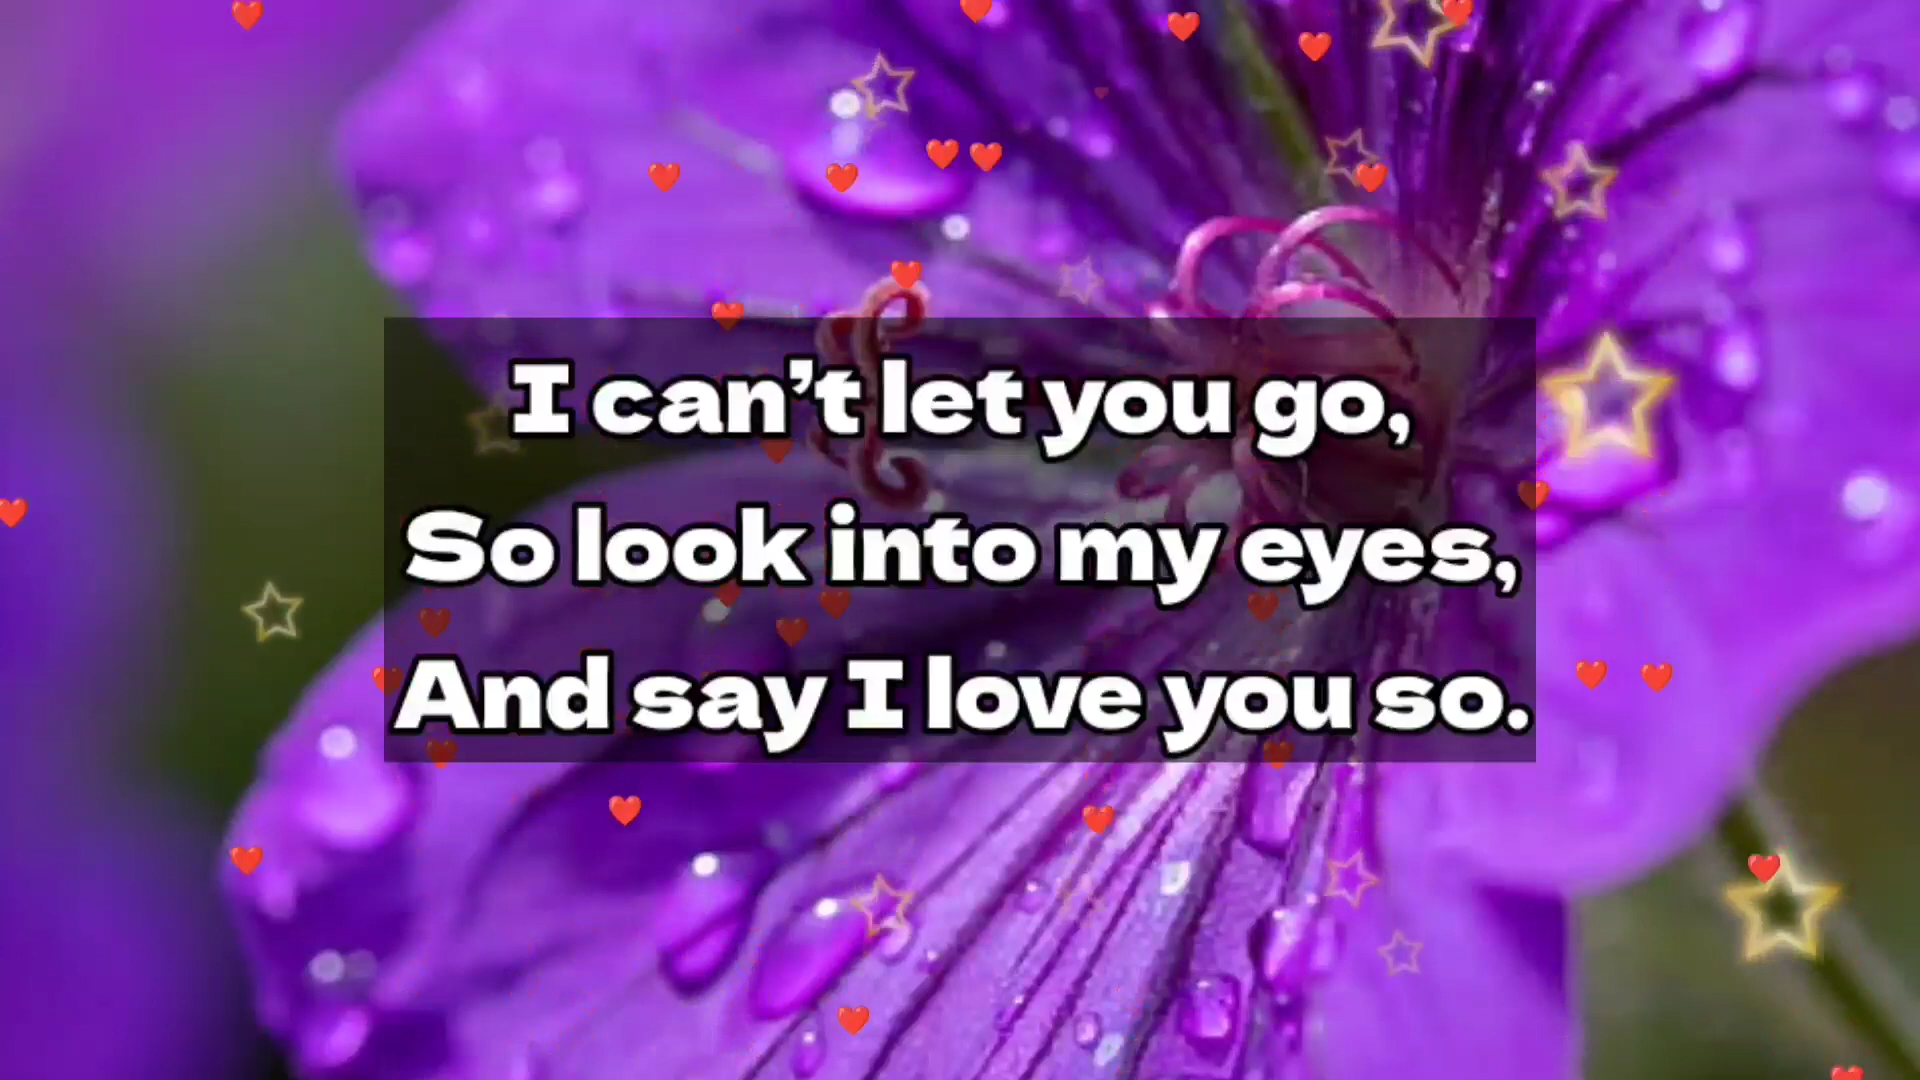 I can’t let you go,
So look into my eyes,
And say I love you so.